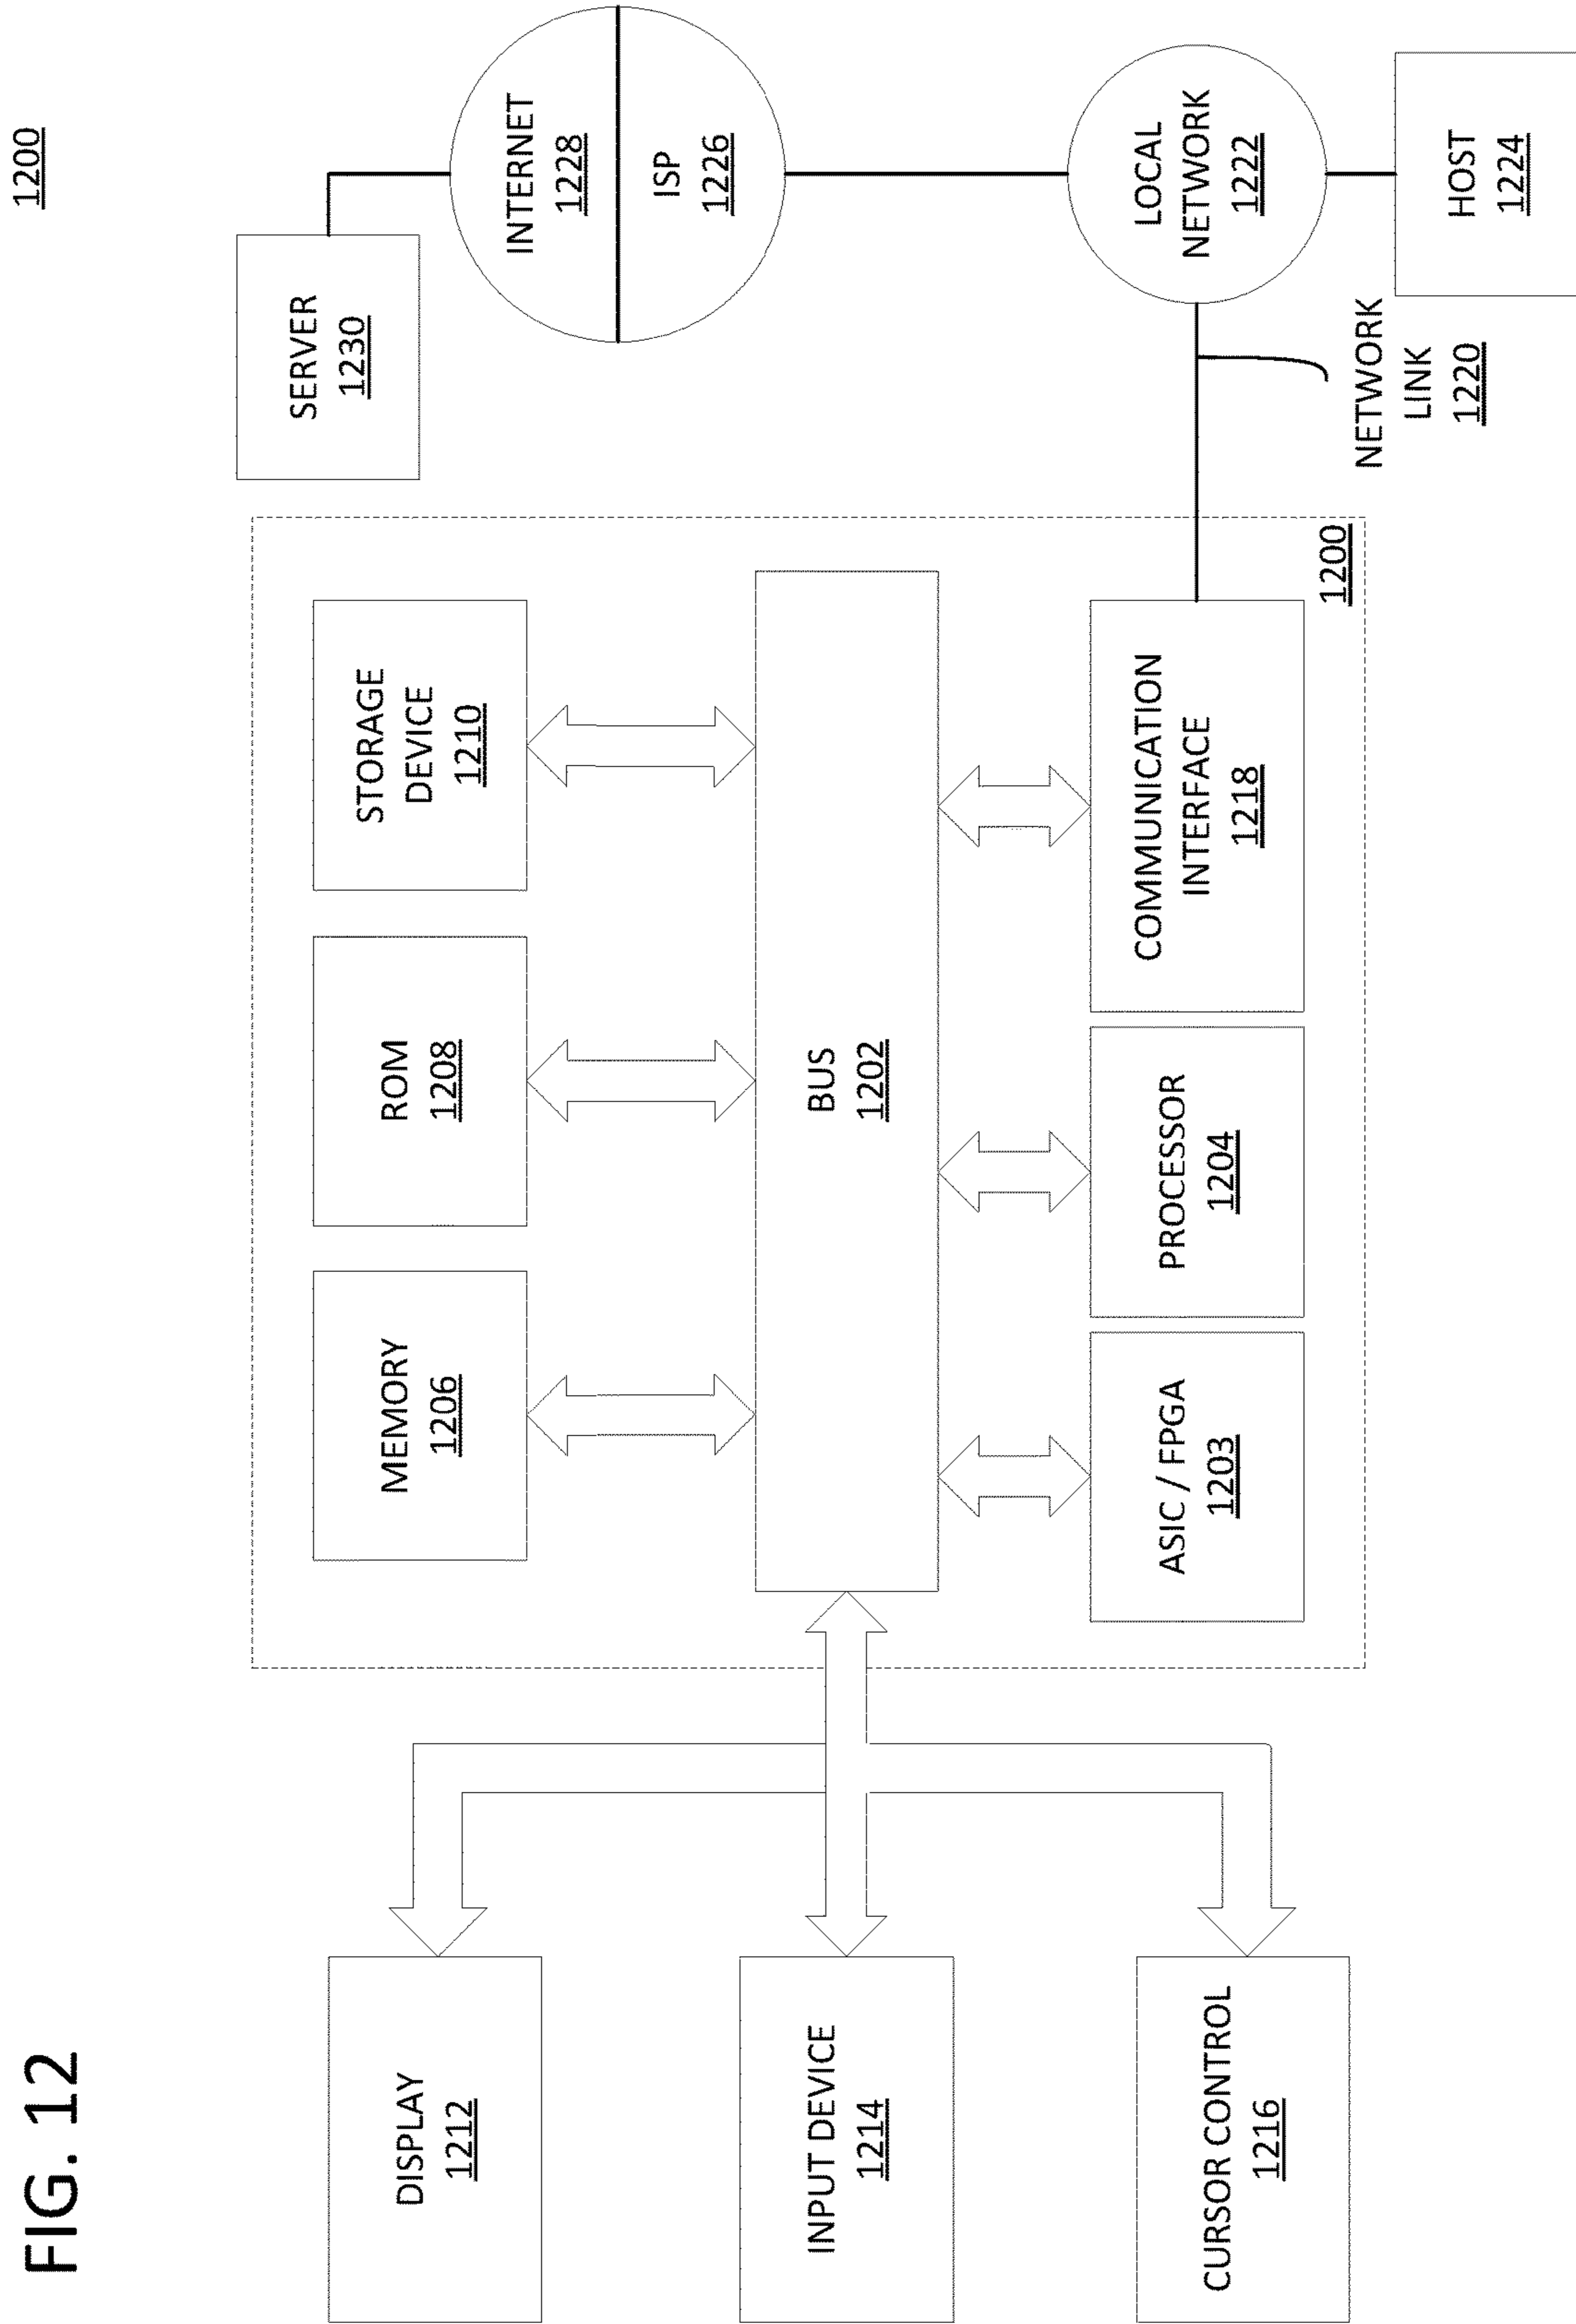 FIG. 12
1200
DISPLAY
1212
INPUT DEVICE
1214
CURSOR CONTROL
1216
MEMORY
1206
ROM
1208
STORAGE
DEVICE
1210
BUS
1202
ASIC / FPGA
1203
PROCESSOR
1204
COMMUNICATION
INTERFACE
1218
1200
SERVER
1230
INTERNET
1228
ISP
1226
LOCAL
NETWORK
1222
NETWORK
LINK
1220
HOST
1224